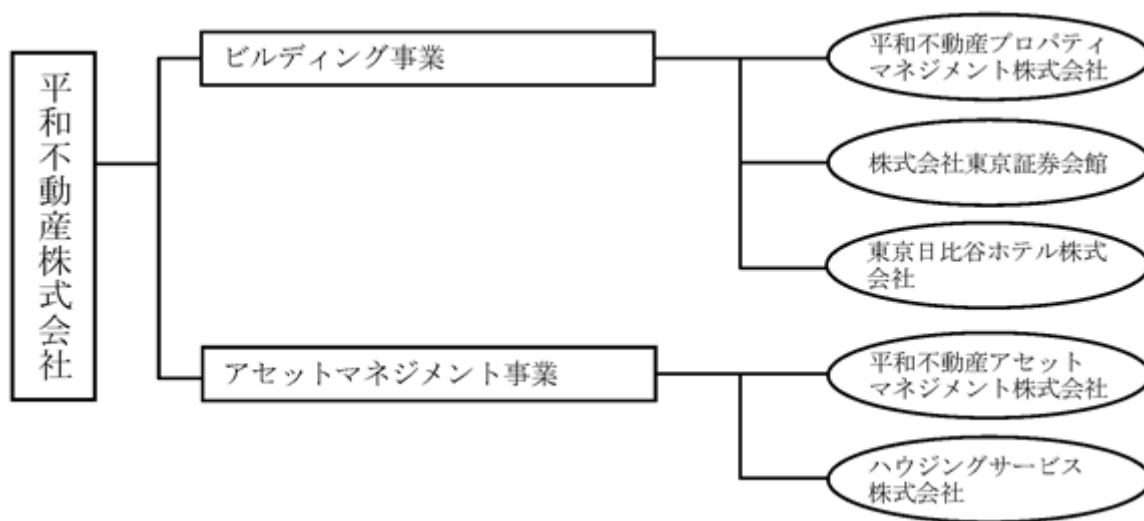 平和不動産株式会社
ビルディング事業
平和不動産プロパティ
マネジメント株式会社
株式会社東京証券会館
東京日比谷ホテル株式
会社
アセットマネジメント事業
平和不動産アセット
マネジメント株式会社
ハウジングサービス
株式会社